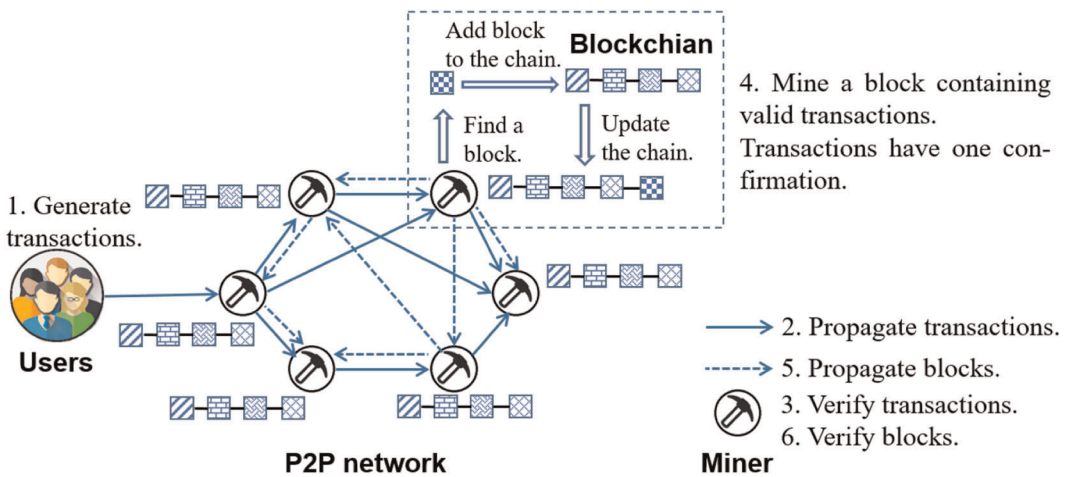 Add block
to the chain.
Blockchian
Find a
block.
Update
the chain.
4. Mine a block containing
valid transactions.
Transactions have one con-
firmation.
1. Generate
transactions.
Users
2. Propagate transactions.
5. Propagate blocks.
3. Verify transactions.
6. Verify blocks.
P2P network
Miner